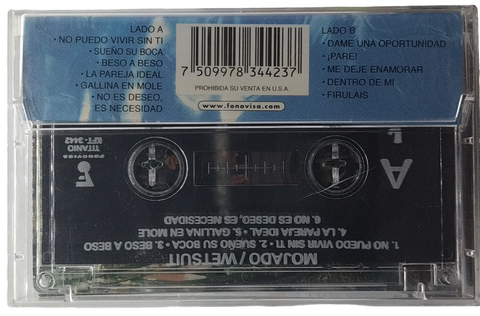 LADO A
• NO PUEDO VIVIR SIN TI
• SUEÑO SU BOCA
• BESO A BESO
• LA PAREJA IDEAL
• GALLINA EN MOLE
• NO ES DESEO,
ES NECESIDAD
7 509978 344237
PROHIBIDA SU VENTA EN U.S.A.
www.fonovisa.com
LADO B
• DAME UNA OPORTUNIDAD
• ¡PARE!
• ME DEJE ENAMORAR
• DENTRO DE MI
• FIRULAIS
A
MOJADO / WETSUIT
1. NO PUEDO VIVIR SIN TI • 2. SUEÑO SU BOCA • 3. BESO A BESO
4. LA PAREJA IDEAL • 5. GALLINA EN MOLE
6. NO ES DESEO, ES NECESIDAD
FONOVISA
TITANIO